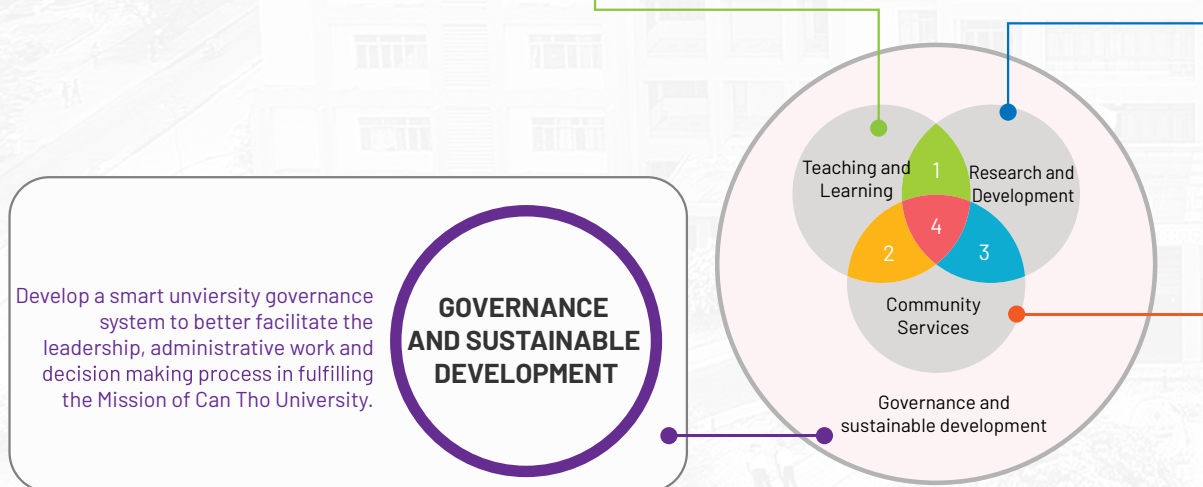 Develop a smart unviersity governance
system to better facilitate the
leadership, administrative work and
decision making process in fulfilling
the Mission of Can Tho University.
GOVERNANCE
AND SUSTAINABLE
DEVELOPMENT
Teaching and
Learning
1
Research and
Development
4
2
3
Community
Services
Governance and
sustainable development